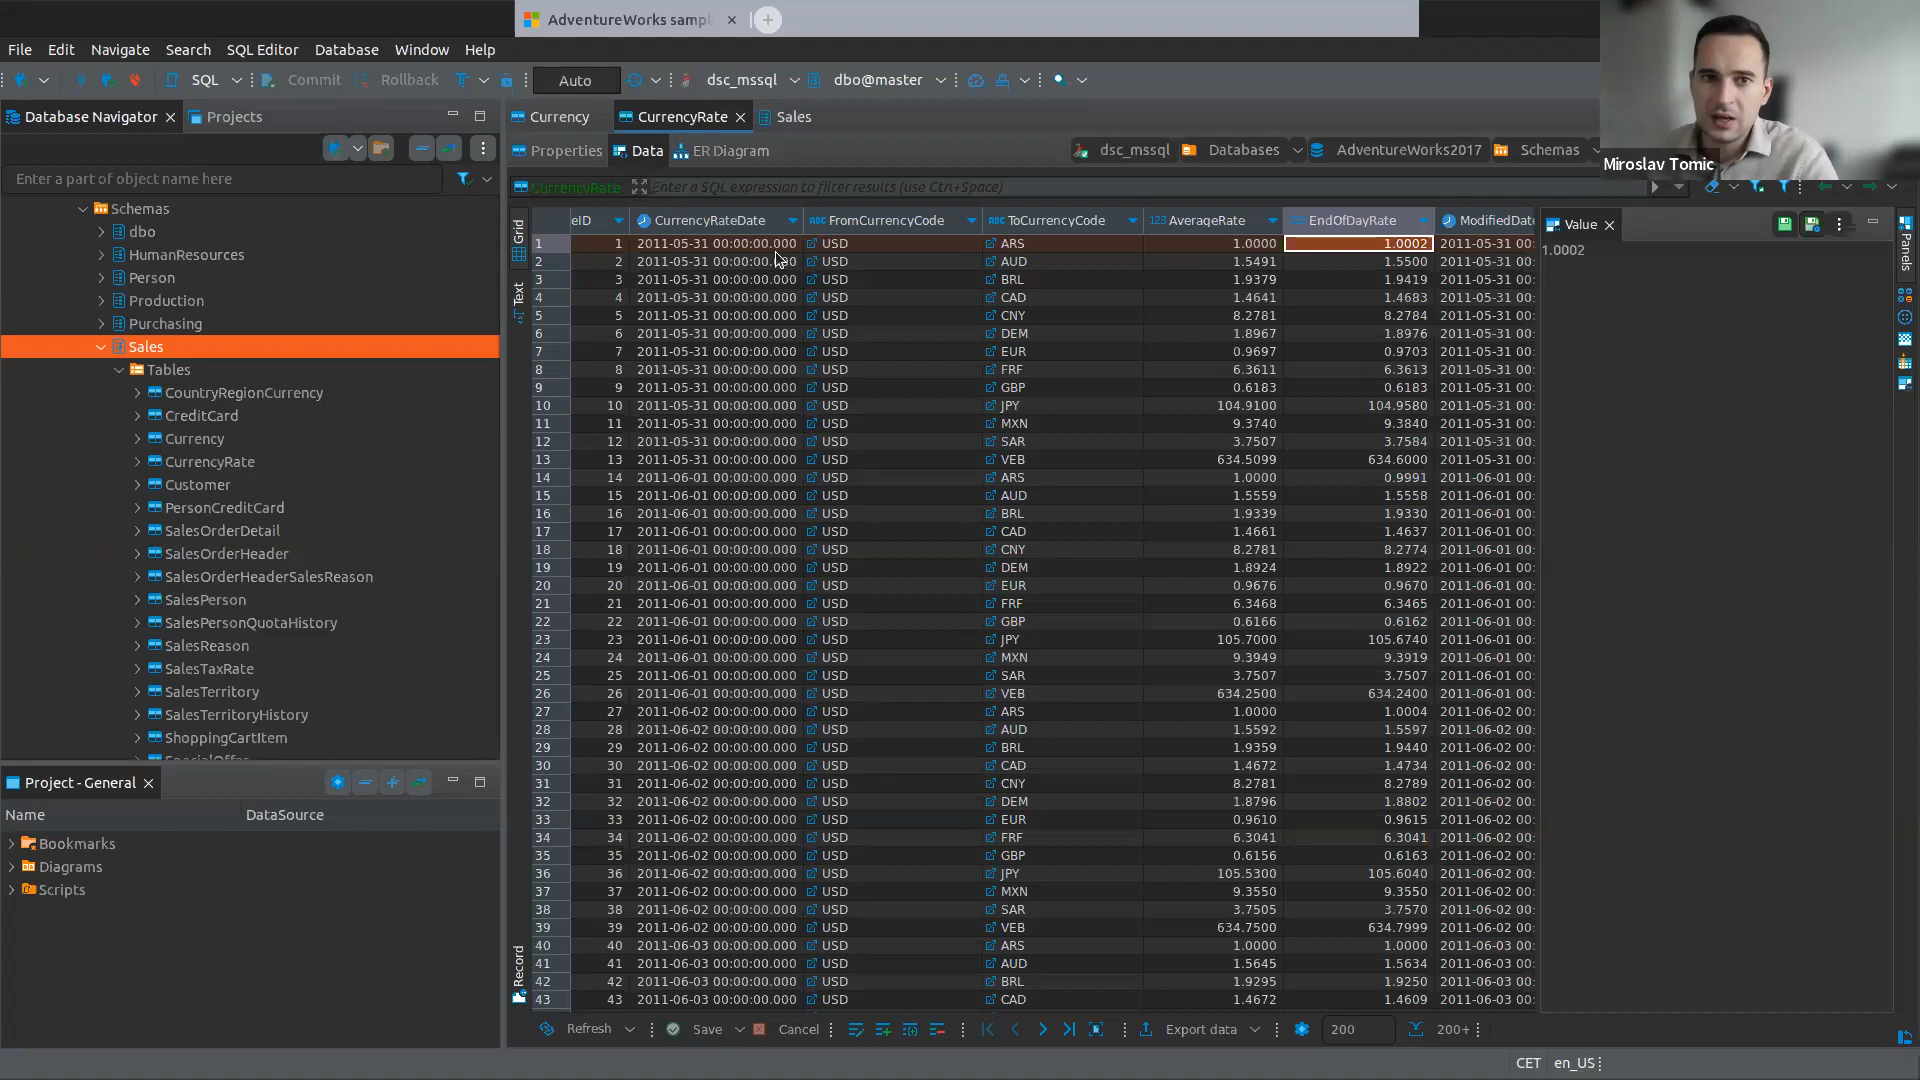 AdventureWorks sampl
File Edit Navigate Search SQL Editor Database Window Help
SQL Commit Rollback Auto dsc_mssql dbo@master
Miroslav Tomic
Database Navigator Projects
Currency CurrencyRate Sales
Properties Data ER Diagram
dsc_mssql Databases AdventureWorks2017 Schemas
Enter a part of object name here
CurrencyRate Enter a SQL expression to filter results (use Ctrl+Space)
Schemas
dbo
HumanResources
Person
Production
Purchasing
Sales
Tables
CountryRegionCurrency
CreditCard
Currency
CurrencyRate
Customer
PersonCreditCard
SalesOrderDetail
SalesOrderHeader
SalesOrderHeaderSalesReason
SalesPerson
SalesPersonQuotaHistory
SalesReason
SalesTaxRate
SalesTerritory
SalesTerritoryHistory
ShoppingCartItem
SpecialOffer
Project - General
Name DataSource
Bookmarks
Diagrams
Scripts
Grid
Text
Record
eID CurrencyRateDate FromCurrencyCode ToCurrencyCode AverageRate EndOfDayRate ModifiedDate
1 1 2011-05-31 00:00:00.000 USD ARS 1.0000 1.0002 2011-05-31 00:
2 2 2011-05-31 00:00:00.000 USD AUD 1.5491 1.5500 2011-05-31 00:
3 3 2011-05-31 00:00:00.000 USD BRL 1.9379 1.9419 2011-05-31 00:
4 4 2011-05-31 00:00:00.000 USD CAD 1.4641 1.4683 2011-05-31 00:
5 5 2011-05-31 00:00:00.000 USD CNY 8.2781 8.2784 2011-05-31 00:
6 6 2011-05-31 00:00:00.000 USD DEM 1.8967 1.8976 2011-05-31 00:
7 7 2011-05-31 00:00:00.000 USD EUR 0.9697 0.9703 2011-05-31 00:
8 8 2011-05-31 00:00:00.000 USD FRF 6.3611 6.3613 2011-05-31 00:
9 9 2011-05-31 00:00:00.000 USD GBP 0.6183 0.6183 2011-05-31 00:
10 10 2011-05-31 00:00:00.000 USD JPY 104.9100 104.9580 2011-05-31 00:
11 11 2011-05-31 00:00:00.000 USD MXN 9.3740 9.3840 2011-05-31 00:
12 12 2011-05-31 00:00:00.000 USD SAR 3.7507 3.7584 2011-05-31 00:
13 13 2011-05-31 00:00:00.000 USD VEB 634.5099 634.6000 2011-05-31 00:
14 14 2011-06-01 00:00:00.000 USD ARS 1.0000 0.9991 2011-06-01 00:
15 15 2011-06-01 00:00:00.000 USD AUD 1.5559 1.5558 2011-06-01 00:
16 16 2011-06-01 00:00:00.000 USD BRL 1.9339 1.9330 2011-06-01 00:
17 17 2011-06-01 00:00:00.000 USD CAD 1.4661 1.4637 2011-06-01 00:
18 18 2011-06-01 00:00:00.000 USD CNY 8.2781 8.2774 2011-06-01 00:
19 19 2011-06-01 00:00:00.000 USD DEM 1.8924 1.8922 2011-06-01 00:
20 20 2011-06-01 00:00:00.000 USD EUR 0.9676 0.9670 2011-06-01 00:
21 21 2011-06-01 00:00:00.000 USD FRF 6.3468 6.3465 2011-06-01 00:
22 22 2011-06-01 00:00:00.000 USD GBP 0.6166 0.6162 2011-06-01 00:
23 23 2011-06-01 00:00:00.000 USD JPY 105.7000 105.6740 2011-06-01 00:
24 24 2011-06-01 00:00:00.000 USD MXN 9.3949 9.3919 2011-06-01 00:
25 25 2011-06-01 00:00:00.000 USD SAR 3.7507 3.7507 2011-06-01 00:
26 26 2011-06-01 00:00:00.000 USD VEB 634.2500 634.2400 2011-06-01 00:
27 27 2011-06-02 00:00:00.000 USD ARS 1.0000 1.0004 2011-06-02 00:
28 28 2011-06-02 00:00:00.000 USD AUD 1.5592 1.5597 2011-06-02 00:
29 29 2011-06-02 00:00:00.000 USD BRL 1.9359 1.9440 2011-06-02 00:
30 30 2011-06-02 00:00:00.000 USD CAD 1.4672 1.4734 2011-06-02 00:
31 31 2011-06-02 00:00:00.000 USD CNY 8.2781 8.2789 2011-06-02 00:
32 32 2011-06-02 00:00:00.000 USD DEM 1.8796 1.8802 2011-06-02 00:
33 33 2011-06-02 00:00:00.000 USD EUR 0.9610 0.9615 2011-06-02 00:
34 34 2011-06-02 00:00:00.000 USD FRF 6.3041 6.3041 2011-06-02 00:
35 35 2011-06-02 00:00:00.000 USD GBP 0.6156 0.6163 2011-06-02 00:
36 36 2011-06-02 00:00:00.000 USD JPY 105.5300 105.6040 2011-06-02 00:
37 37 2011-06-02 00:00:00.000 USD MXN 9.3550 9.3550 2011-06-02 00:
38 38 2011-06-02 00:00:00.000 USD SAR 3.7505 3.7570 2011-06-02 00:
39 39 2011-06-02 00:00:00.000 USD VEB 634.7500 634.7999 2011-06-02 00:
40 40 2011-06-03 00:00:00.000 USD ARS 1.0000 1.0000 2011-06-03 00:
41 41 2011-06-03 00:00:00.000 USD AUD 1.5645 1.5634 2011-06-03 00:
42 42 2011-06-03 00:00:00.000 USD BRL 1.9295 1.9250 2011-06-03 00:
43 43 2011-06-03 00:00:00.000 USD CAD 1.4672 1.4609 2011-06-03 00:
Value
1.0002
Panels
Refresh Save Cancel Export data 200 200+
CET en_US